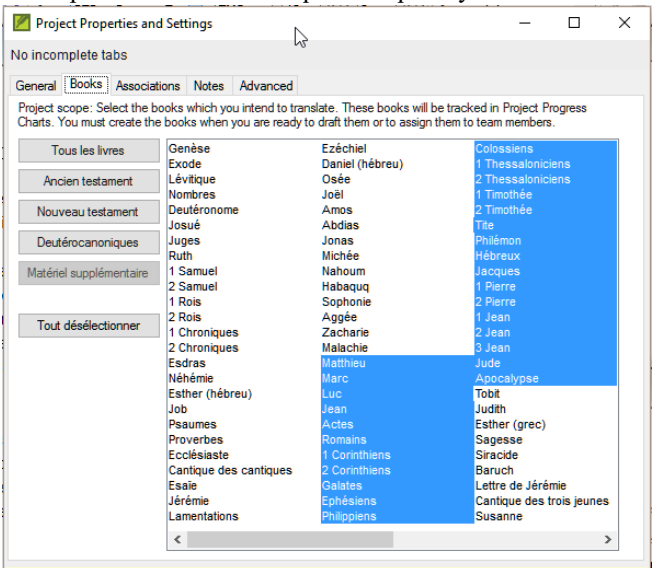 Project Properties and Settings
No incomplete tabs
General Books Associations Notes Advanced
Project scope: Select the books which you intend to translate. These books will be tracked in Project Progress
Charts. You must create the books when you are ready to draft them or to assign them to team members.
Tous les livres
Ancien testament
Nouveau testament
Deutérocanoniques
Matériel supplémentaire
Tout désélectionner
Genèse
Exode
Lévitique
Nombres
Deutéronome
Josué
Juges
Ruth
1 Samuel
2 Samuel
1 Rois
2 Rois
1 Chroniques
2 Chroniques
Esdras
Néhémie
Esther (hébreu)
Job
Psaumes
Proverbes
Ecclésiaste
Cantique des cantiques
Esaïe
Jérémie
Lamentations
Ezéchiel
Daniel (hébreu)
Osée
Joël
Amos
Abdias
Jonas
Michée
Nahoum
Habaquq
Sophonie
Aggée
Zacharie
Malachie
Matthieu
Marc
Luc
Jean
Actes
Romains
1 Corinthiens
2 Corinthiens
Galates
Ephésiens
Philippiens
Colossiens
1 Thessaloniciens
2 Thessaloniciens
1 Timothée
2 Timothée
Tite
Philémon
Hébreux
Jacques
1 Pierre
2 Pierre
1 Jean
2 Jean
3 Jean
Jude
Apocalypse
Tobit
Judith
Esther (grec)
Sagesse
Siracide
Baruch
Lettre de Jérémie
Cantique des trois jeunes
Susanne